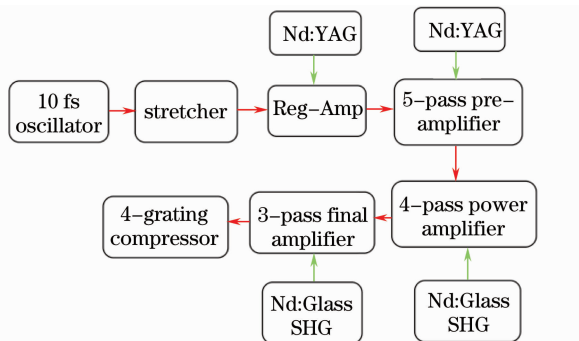 Nd:YAG
Nd:YAG
10 fs
oscillator
stretcher
Reg-Amp
5-pass pre-
amplifier
4-grating
compressor
3-pass final
amplifier
4-pass power
amplifier
Nd:Glass
SHG
Nd:Glass
SHG